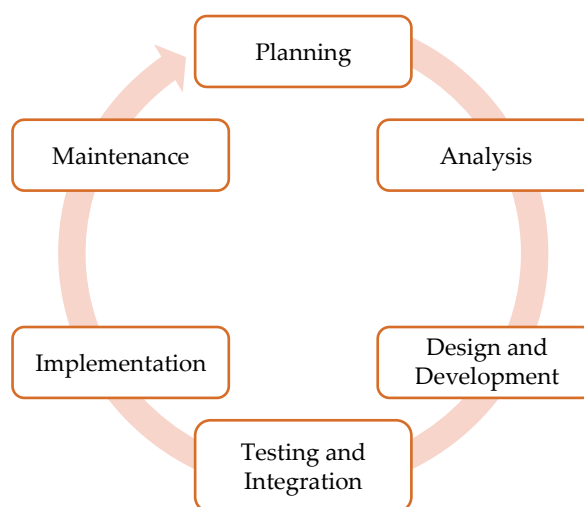 Planning
Analysis
Design and
Development
Testing and
Integration
Implementation
Maintenance